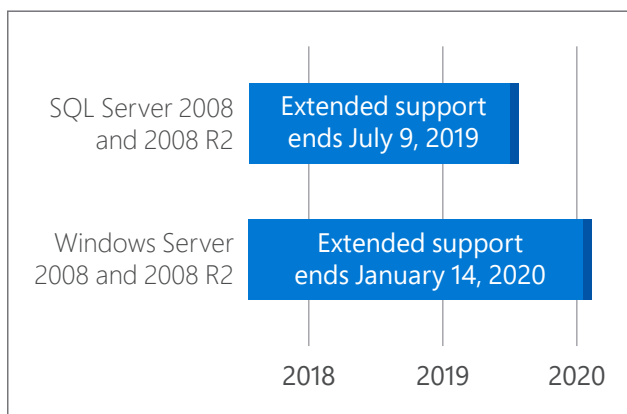 SQL Server 2008
and 2008 R2
Extended support
ends July 9, 2019
Windows Server
2008 and 2008 R2
Extended support
ends January 14, 2020
2018
2019
2020